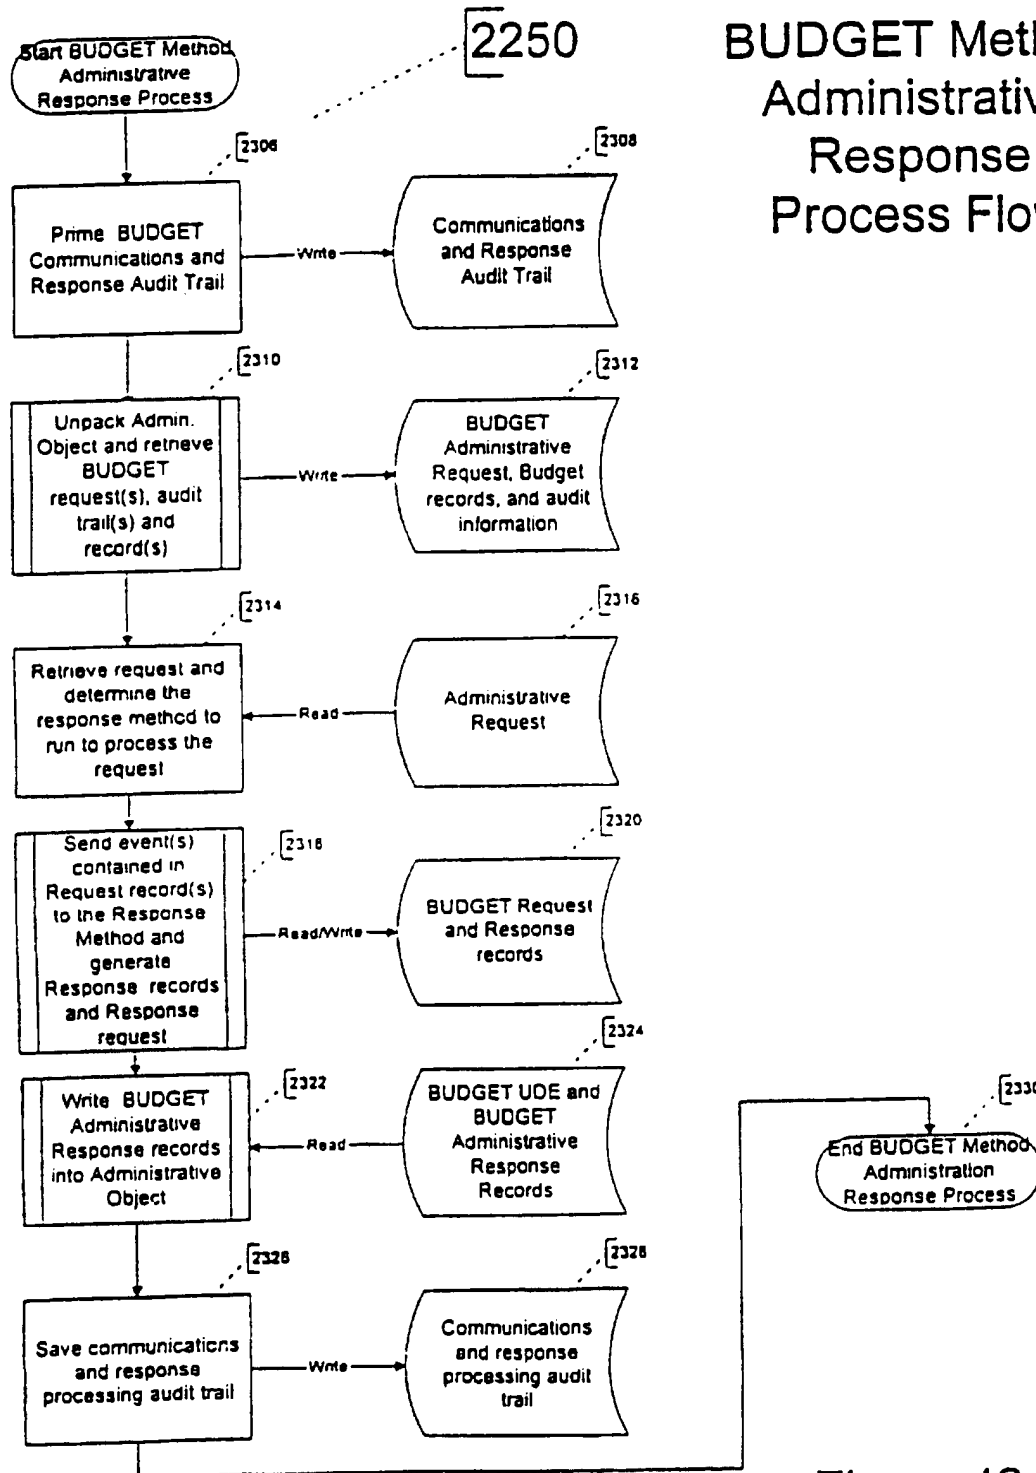 Start BUDGET Method
Administrative
Response Process
2250
BUDGET Meth
Administrativ
Response
Process Flow
2306
Prime BUDGET
Communications and
Response Audit Trail
Write
2308
Communications
and Response
Audit Trail
2310
Unpack Admin.
Object and retrieve
BUDGET
request(s), audit
trail(s) and
record(s)
Write
2312
BUDGET
Administrative
Request, Budget
records, and audit
information
2314
Retrieve request and
determine the
response method to
run to process the
request
Read
2316
Administrative
Request
2318
Send event(s)
contained in
Request record(s)
to the Response
Method and
generate
Response records
and Response
request
Read/Write
2320
BUDGET Request
and Response
records
2322
Write BUDGET
Administrative
Response records
into Administrative
Object
Read
2324
BUDGET UDE and
BUDGET
Administrative
Response
Records
2326
Save communications
and response
processing audit trail
Write
2328
Communications
and response
processing audit
trail
2330
End BUDGET Method
Administration
Response Process